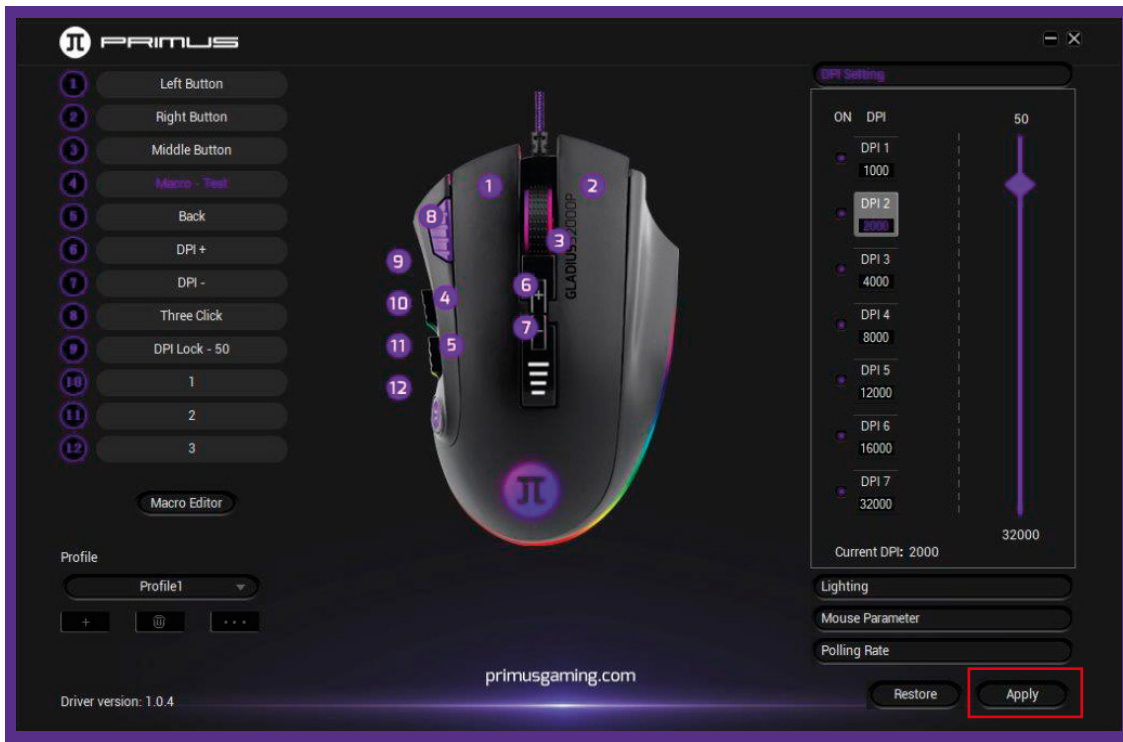 π PRIMUS
1 Left Button
2 Right Button
3 Middle Button
4 Macro - Test
5 Back
6 DPI +
7 DPI -
8 Three Click
9 DPI Lock - 50
10 1
11 2
12 3
Macro Editor
Profile
Profile1
+ ...
Driver version: 1.0.4
1
2
8
3
9
6 +
10
4
7 -
11
5
12
GLADIUS32000P
π
primusgaming.com
DPI Setting
ON DPI
50
DPI 1
1000
DPI 2
2000
DPI 3
4000
DPI 4
8000
DPI 5
12000
DPI 6
16000
DPI 7
32000
32000
Current DPI: 2000
Lighting
Mouse Parameter
Polling Rate
Restore
Apply